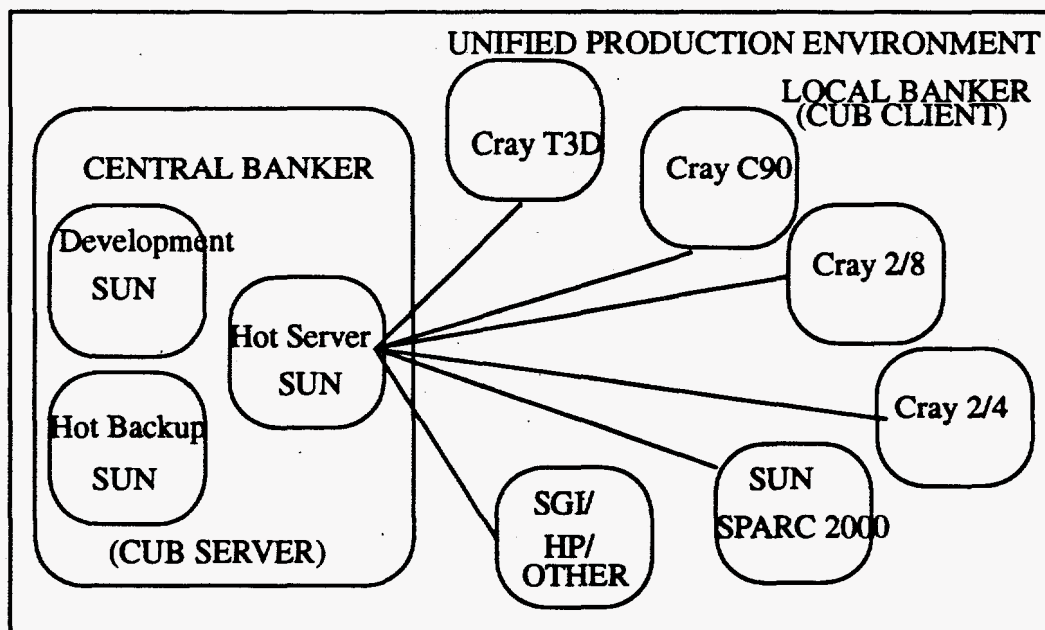 UNIFIED PRODUCTION ENVIRONMENT
LOCAL BANKER
(CUB CLIENT)
CENTRAL BANKER
Development
SUN
Hot Server
SUN
Hot Backup
SUN
(CUB SERVER)
Cray T3D
Cray C90
Cray 2/8
Cray 2/4
SUN
SPARC 2000
SGI/
HP/
OTHER